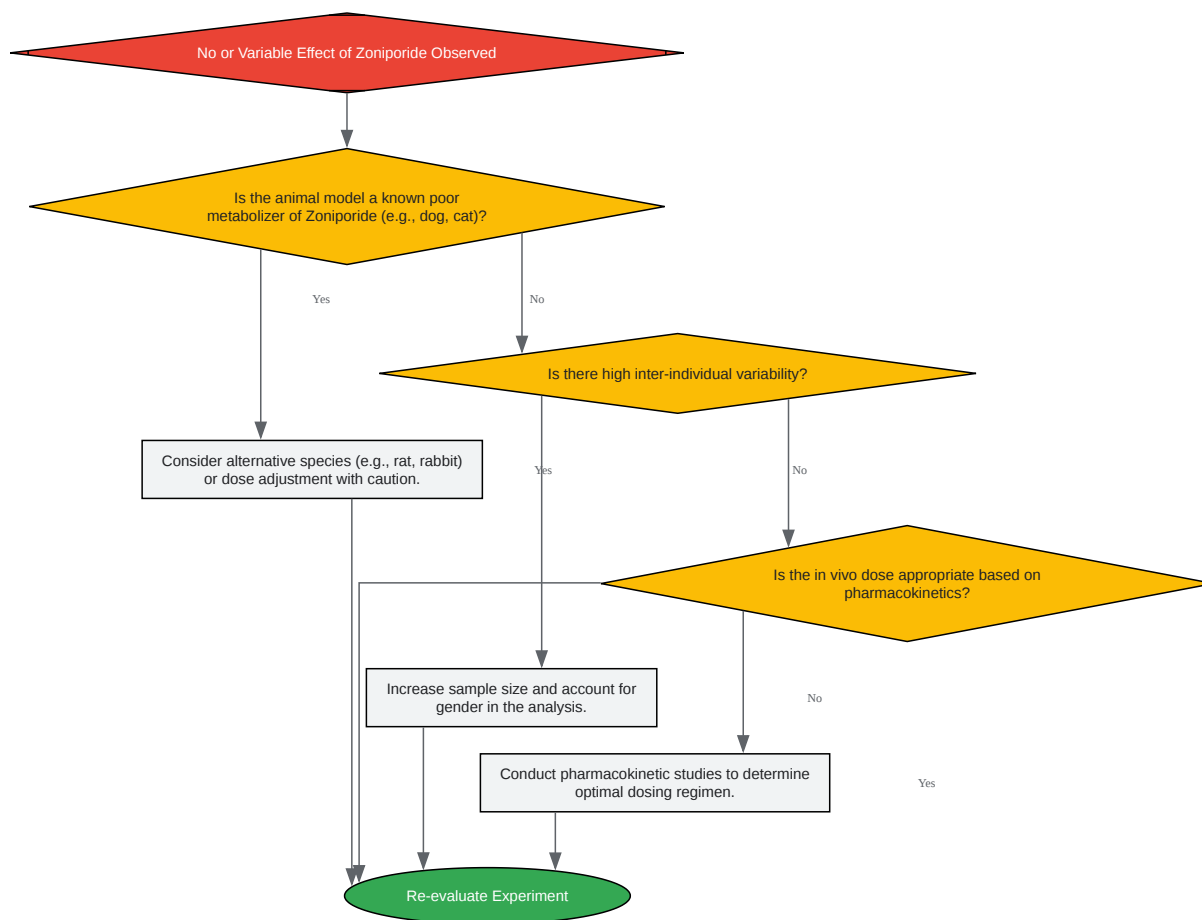 No or Variable Effect of Zoniporide Observed
Is the animal model a known poor
metabolizer of Zoniporide (e.g., dog, cat)?
Yes
No
Is there high inter-individual variability?
Consider alternative species (e.g., rat, rabbit)
or dose adjustment with caution.
Yes
No
Is the in vivo dose appropriate based on
pharmacokinetics?
Increase sample size and account for
gender in the analysis.
No
Conduct pharmacokinetic studies to determine
optimal dosing regimen.
Yes
Re-evaluate Experiment